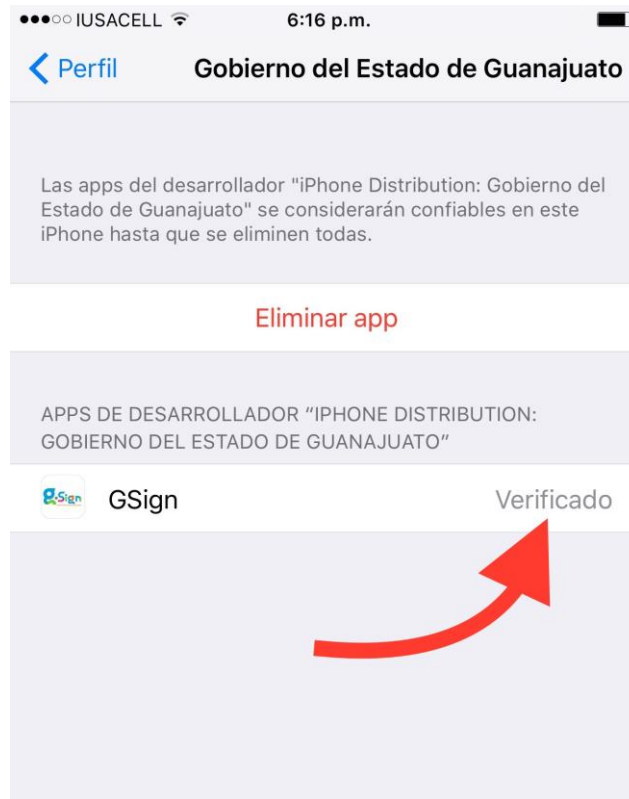 IUSACELL 6:16 p.m.
Perfil Gobierno del Estado de Guanajuato
Las apps del desarrollador "iPhone Distribution: Gobierno del
Estado de Guanajuato" se considerarán confiables en este
iPhone hasta que se eliminen todas.
Eliminar app
APPS DE DESARROLLADOR “IPHONE DISTRIBUTION:
GOBIERNO DEL ESTADO DE GUANAJUATO”
g-Sign GSign Verificado